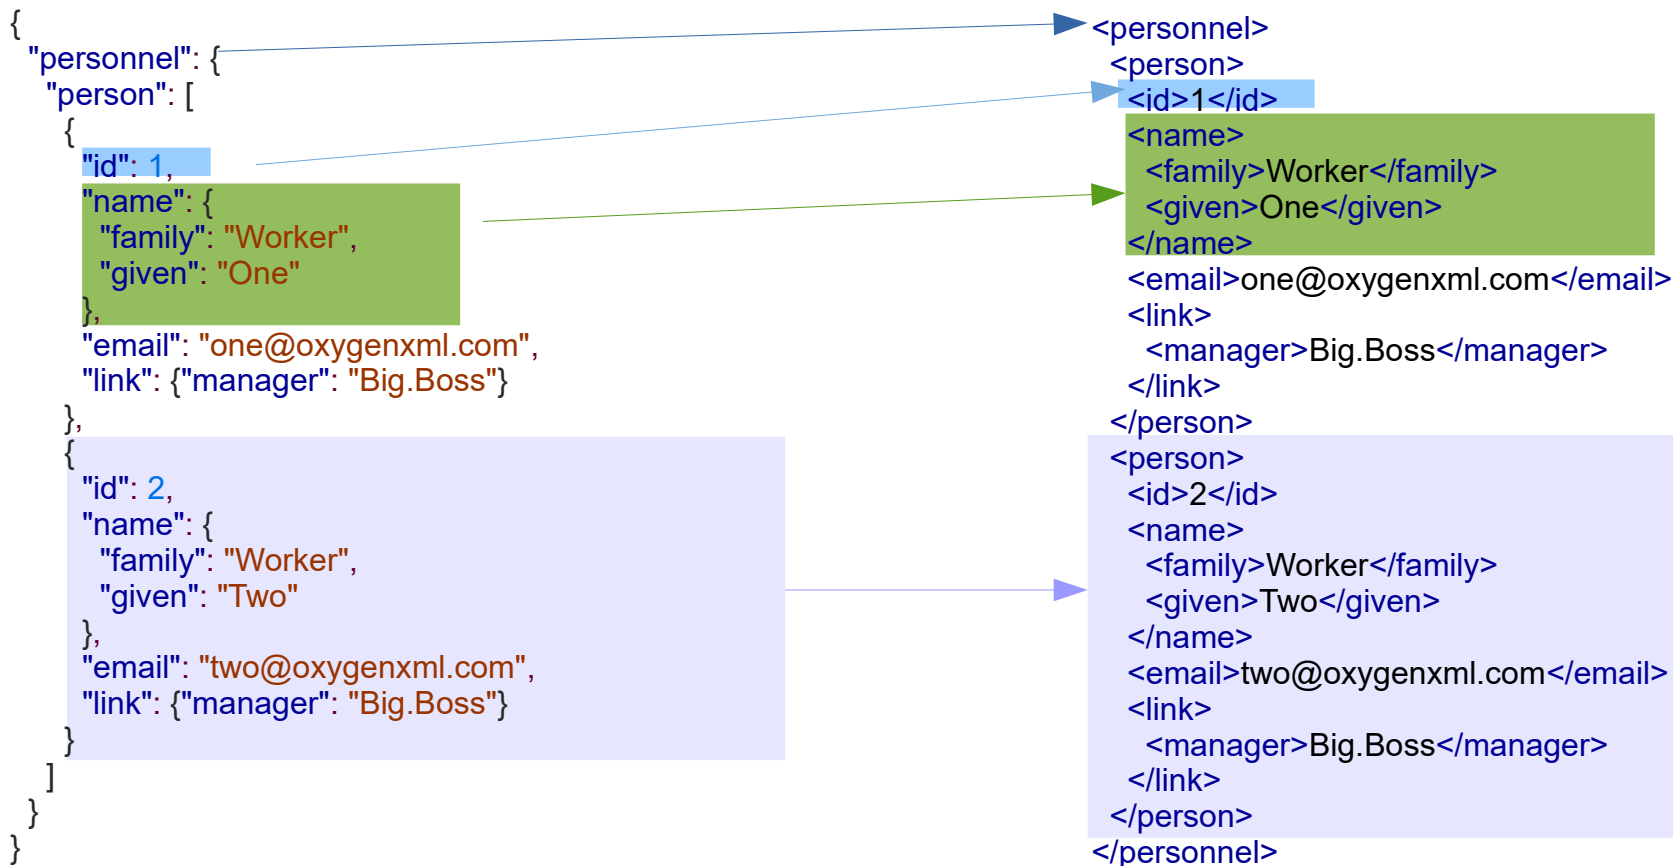 {
"personnel": {
"person": [
{
"id": 1,
"name": {
"family": "Worker",
"given": "One"
},
"email": "one@oxygenxml.com",
"link": {"manager": "Big.Boss"}
},
{
"id": 2,
"name": {
"family": "Worker",
"given": "Two"
},
"email": "two@oxygenxml.com",
"link": {"manager": "Big.Boss"}
}
]
}
}
<personnel>
<person>
<id>1</id>
<name>
<family>Worker</family>
<given>One</given>
</name>
<email>one@oxygenxml.com</email>
<link>
<manager>Big.Boss</manager>
</link>
</person>
<person>
<id>2</id>
<name>
<family>Worker</family>
<given>Two</given>
</name>
<email>two@oxygenxml.com</email>
<link>
<manager>Big.Boss</manager>
</link>
</person>
</personnel>